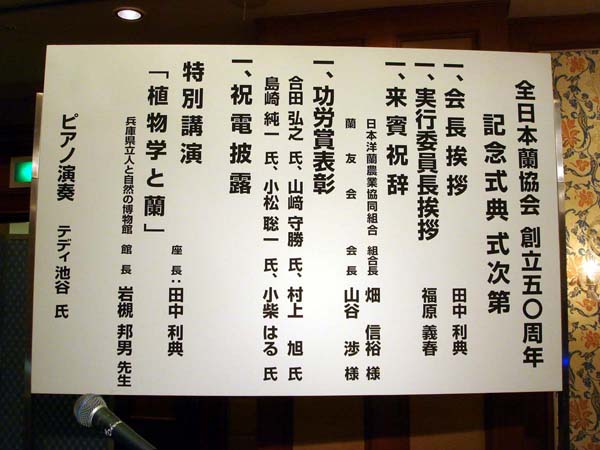 全日本蘭協会 創立五〇周年
記念式典 式次第
一、会長挨拶 田中 利典
一、実行委員長挨拶 福原 義春
一、来賓祝辞
日本洋蘭農業協同組合 組合長 畑 信裕 様
蘭友会 会長 山谷 渉 様
一、功労賞表彰
合田 弘之 氏、山﨑 守勝 氏、村上 旭 氏
島崎 純一 氏、小松 聡一 氏、小柴 はる 氏
一、祝電披露
特別講演 座長：田中 利典
「植物学と蘭」
兵庫県立人と自然の博物館 館長 岩槻 邦男 先生
ピアノ演奏 テディ池谷 氏